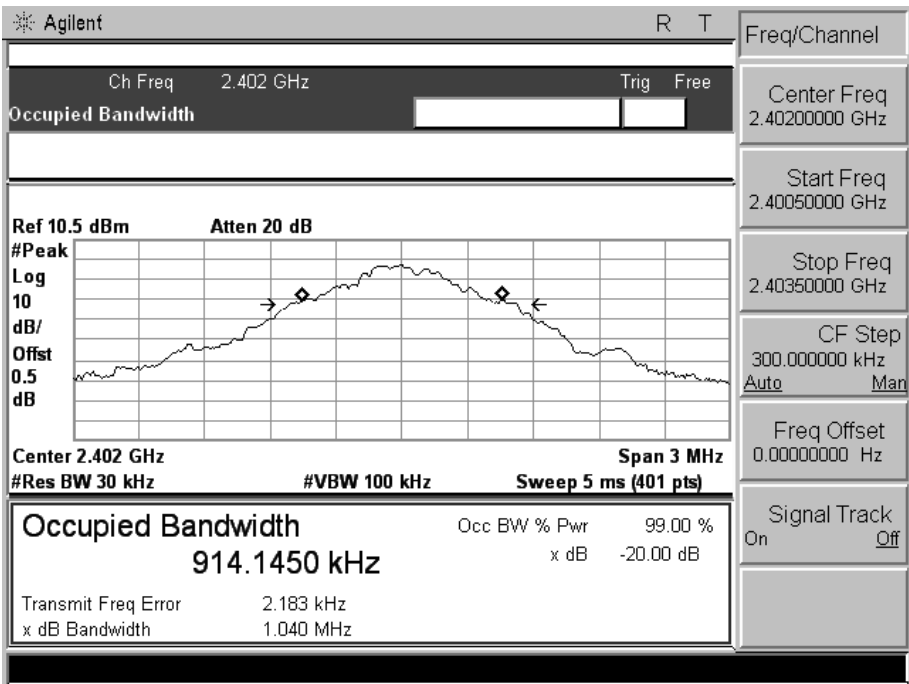 Agilent R T
Freq/Channel
Ch Freq 2.402 GHz Trig Free
Occupied Bandwidth
Center Freq
2.40200000 GHz
Start Freq
2.40050000 GHz
Stop Freq
2.40350000 GHz
CF Step
300.000000 kHz
Auto Man
Freq Offset
0.00000000 Hz
Signal Track
On Off
Ref 10.5 dBm Atten 20 dB
#Peak
Log
10
dB/
Offst
0.5
dB
Center 2.402 GHz Span 3 MHz
#Res BW 30 kHz #VBW 100 kHz Sweep 5 ms (401 pts)
Occupied Bandwidth Occ BW % Pwr 99.00 %
914.1450 kHz x dB -20.00 dB
Transmit Freq Error 2.183 kHz
x dB Bandwidth 1.040 MHz